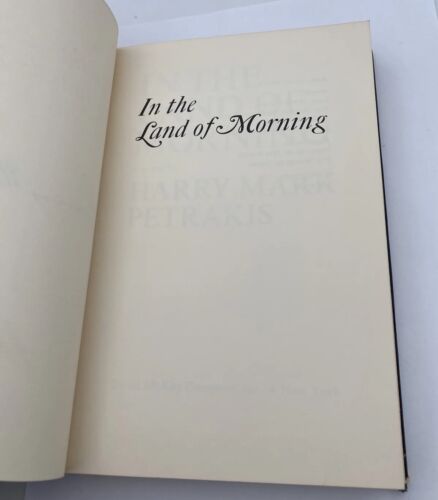 In the
Land of Morning
HARRY MARK
PETRAKIS